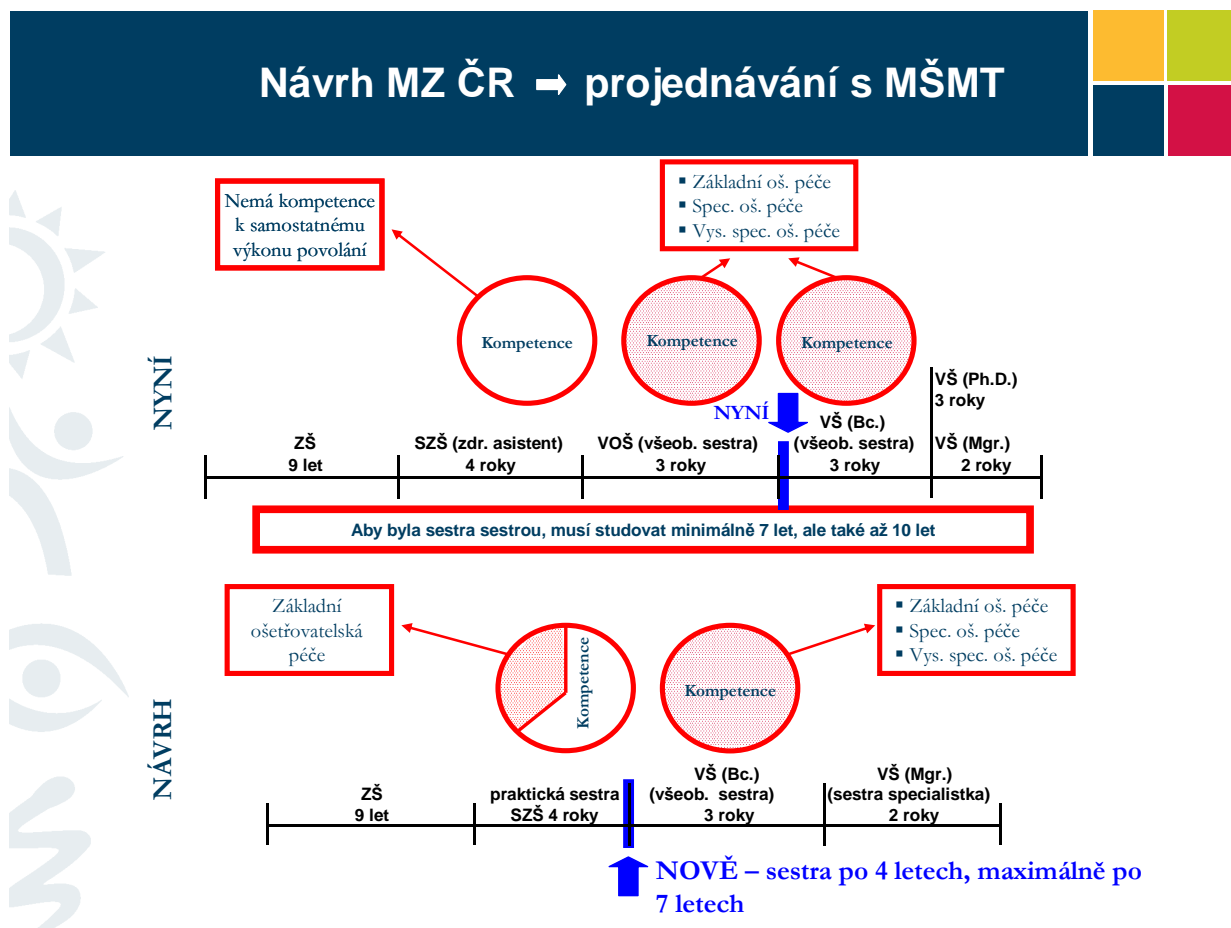 Návrh MZ ČR ➡ projednávání s MŠMT
Nemá kompetence
k samostatnému
výkonu povolání
▪ Základní oš. péče
▪ Spec. oš. péče
▪ Vys. spec. oš. péče
Kompetence
Kompetence
Kompetence
NYNÍ
NYNÍ
ZŠ
9 let
SZŠ (zdr. asistent)
4 roky
VOŠ (všeob. sestra)
3 roky
VŠ (Bc.)
(všeob. sestra)
3 roky
VŠ (Ph.D.)
3 roky
VŠ (Mgr.)
2 roky
Aby byla sestra sestrou, musí studovat minimálně 7 let, ale také až 10 let
Základní
ošetřovatelská
péče
▪ Základní oš. péče
▪ Spec. oš. péče
▪ Vys. spec. oš. péče
Kompetence
Kompetence
NÁVRH
ZŠ
9 let
praktická sestra
SZŠ 4 roky
VŠ (Bc.)
(všeob. sestra)
3 roky
VŠ (Mgr.)
(sestra specialistka)
2 roky
NOVĚ – sestra po 4 letech, maximálně po
7 letech